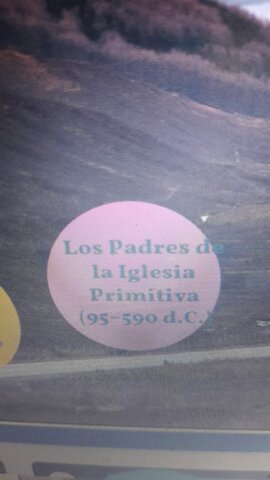 Los Padres de
la Iglesia
Primitiva
(95-590 d.C.)